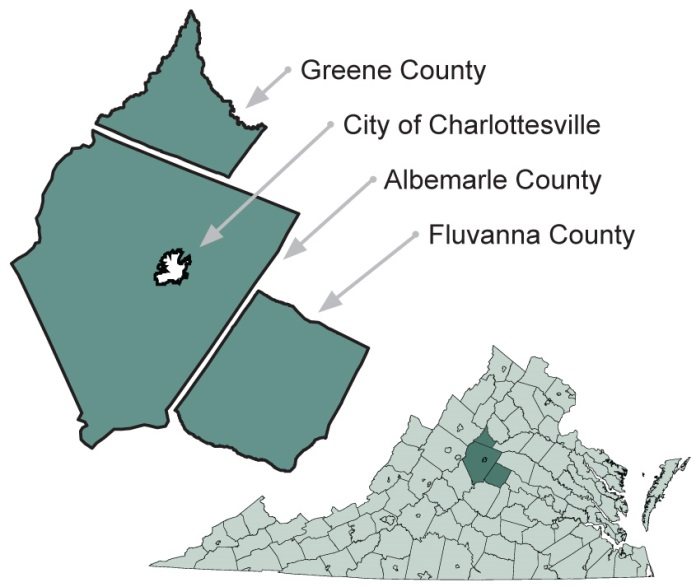 Greene County
City of Charlottesville
Albemarle County
Fluvanna County